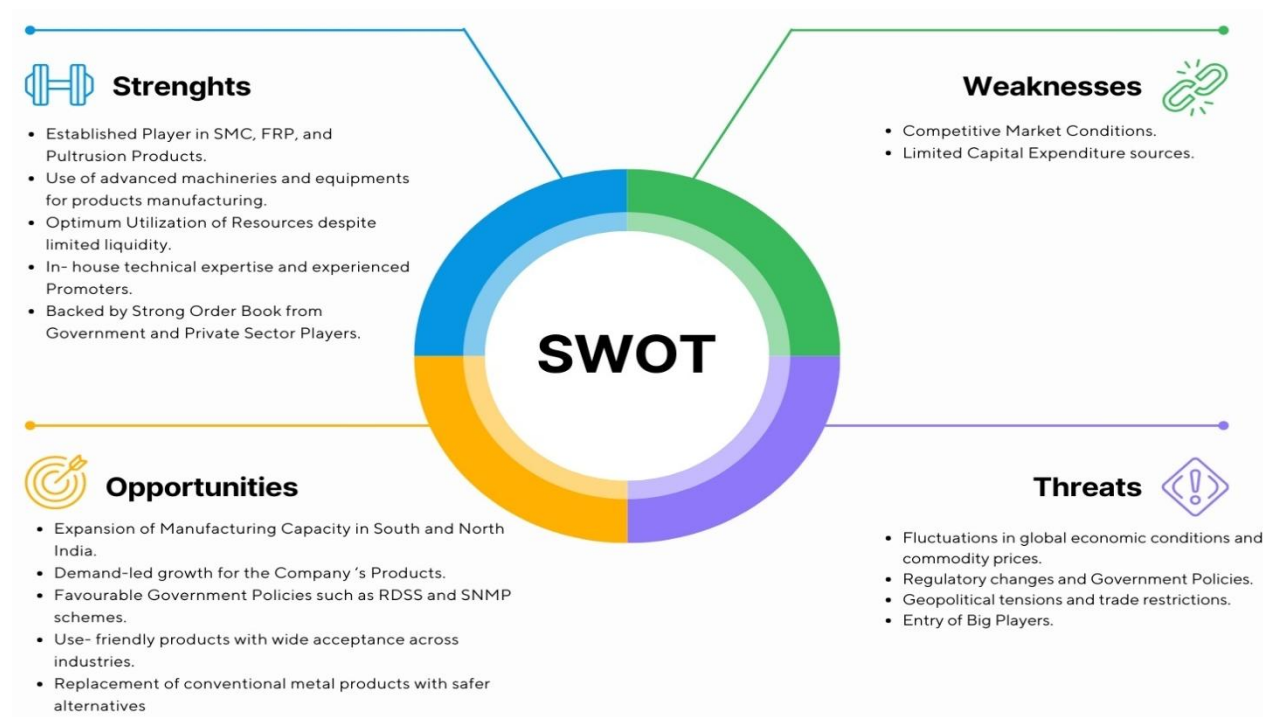 Strenghts
• Established Player in SMC, FRP, and
Pultrusion Products.
• Use of advanced machineries and equipments
for products manufacturing.
• Optimum Utilization of Resources despite
limited liquidity.
• In- house technical expertise and experienced
Promoters.
• Backed by Strong Order Book from
Government and Private Sector Players.
Weaknesses
• Competitive Market Conditions.
• Limited Capital Expenditure sources.
SWOT
Opportunities
• Expansion of Manufacturing Capacity in South and North
India.
• Demand-led growth for the Company ‘s Products.
• Favourable Government Policies such as RDSS and SNMP
schemes.
• Use- friendly products with wide acceptance across
industries.
• Replacement of conventional metal products with safer
alternatives
Threats
• Fluctuations in global economic conditions and
commodity prices.
• Regulatory changes and Government Policies.
• Geopolitical tensions and trade restrictions.
• Entry of Big Players.